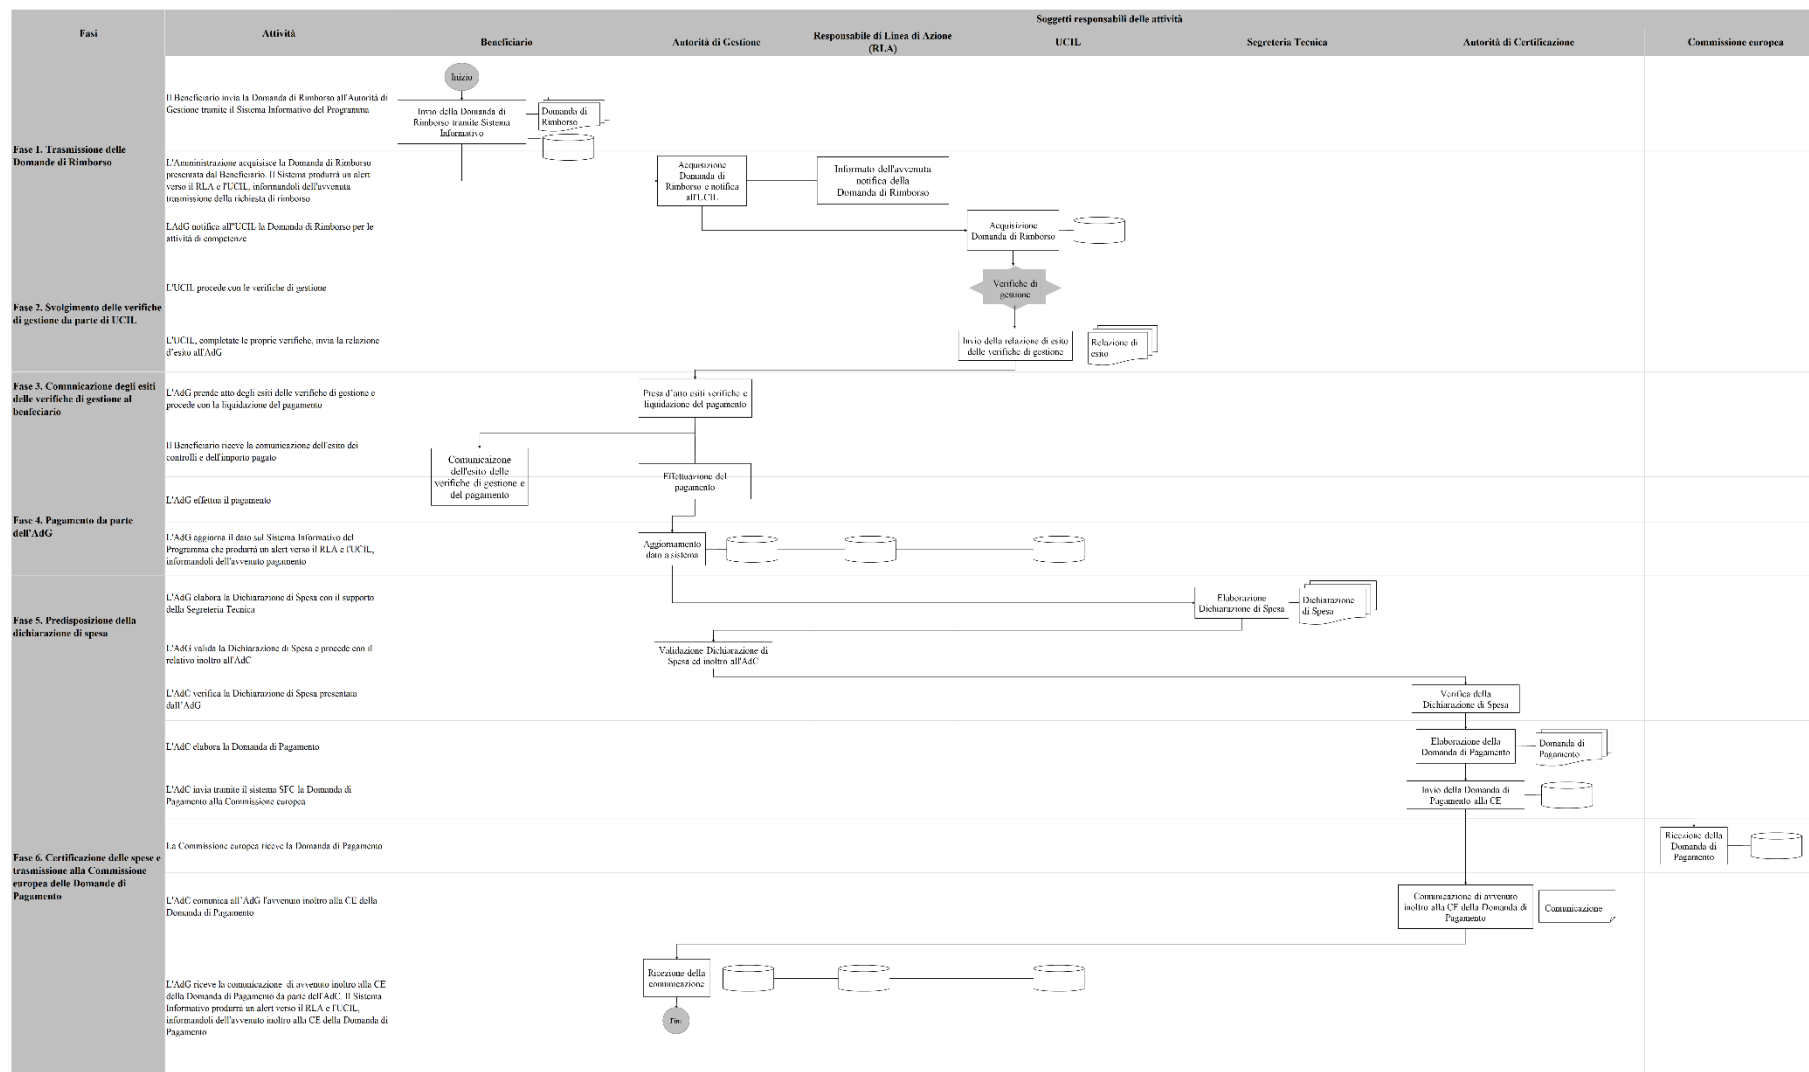 Soggetti responsabili delle attività
Fasi
Attività
Beneficiario
Autorità di Gestione
Responsabile di Linea di Azione
(RLA)
UCIL
Segreteria Tecnica
Autorità di Certificazione
Commissione europea
Inizio
Il Beneficiario invia la Domanda di Rimborso all'Autorità di
Gestione tramite il Sistema Informativo del Programma
Invio della Domanda di
Rimborso tramite Sistema
Informativo
Domanda di
Rimborso
Fase 1. Trasmissione delle
Domande di Rimborso
L'Amministrazione acquisisce la Domanda di Rimborso
presentata dal Beneficiario. Il Sistema produrrà un alert
verso il RLA e l'UCIL, informandoli dell'avvenuta
trasmissione della richiesta di rimborso
Acquisizione
Domanda di
Rimborso e notifica
all'UCIL
Informato dell'avvenuta
notifica della
Domanda di Rimborso
LAdG notifica all''UCIL la Domanda di Rimborso per le
attività di competenze
Acquisizione
Domanda di Rimborso
L'UCIL procede con le verifiche di gestione
Verifiche di
gestione
Fase 2. Svolgimento delle verifiche
di gestione da parte di UCIL
L'UCIL, completate le proprie verifiche, invia la relazione
d'esito all'AdG
Invio della relazione di esito
delle verifiche di gestione
Relazione di
esito
Fase 3. Comunicazione degli esiti
delle verifiche di gestione al
benfeciario
L'AdG prende atto degli esiti delle verifiche di gestione e
procede con la liquidazione del pagamento
Presa d'atto esiti verifiche e
liquidazione del pagamento
Il Beneficiario riceve la comunicazione dell'esito dei
controlli e dell'importo pagato
Comunicaizone
dell'esito delle
verifiche di gestione e
del pagamento
Effettuazione del
pagamento
L'AdG effettua il pagamento
Fase 4. Pagamento da parte
dell'AdG
L'AdG aggiorna il dato sul Sistema Informativo del
Programma che produrrà un alert verso il RLA e l'UCIL,
informandoli dell'avvenuto pagamento
Aggiornamento
dato a sistema
L'AdG elabora la Dichiarazione di Spesa con il supporto
della Segreteria Tecnica
Elaborazione
Dichiarazione di Spesa
Dichiarazione
di Spesa
Fase 5. Predisposizione della
dichiarazione di spesa
L'AdG valida la Dichiarazione di Spesa e procede con il
relativo inoltro all'AdC
Validazione Dichiarazione di
Spesa ed inoltro all'AdC
L'AdC verifica la Dichiarazione di Spesa presentata
dall'AdG
Verifica della
Dichiarazione di Spesa
L'AdC elabora la Domanda di Pagamento
Elaborazione della
Domanda di Pagamento
Domanda di
Pagamento
L'AdC invia tramite il sistema SFC la Domanda di
Pagamento alla Commissione europea
Invio della Domanda di
Pagamento alla CE
La Commissione europea riceve la Domanda di Pagamento
Ricezione della
Domanda di
Pagamento
Fase 6. Certificazione delle spese e
trasmissione alla Commissione
europea delle Domande di
Pagamento
L'AdC comunica all'AdG l'avvenuto inoltro alla CE della
Domanda di Pagamento
Comunicazione di avvenuto
inoltro alla CE della Domanda di
Pagamento
Comunicazione
L'AdG riceve la comunicazione di avvenuto inoltro alla CE
della Domanda di Pagamento da parte dell'AdC. Il Sistema
Informativo produrrà un alert verso il RLA e l'UCIL,
informandoli dell'avvenuto inoltro alla CE della Domanda di
Pagamento
Ricezione della
comunicazione
Fine